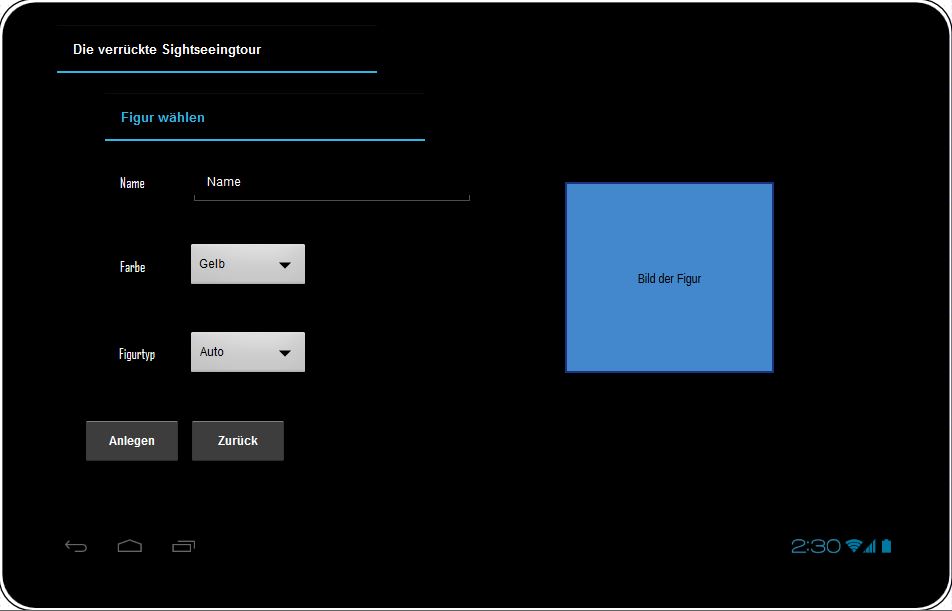 Die verrückte Sightseeingtour
Figur wählen
Name
Name
Farbe
Gelb
Figurtyp
Auto
Bild der Figur
Anlegen
Zurück
2:30